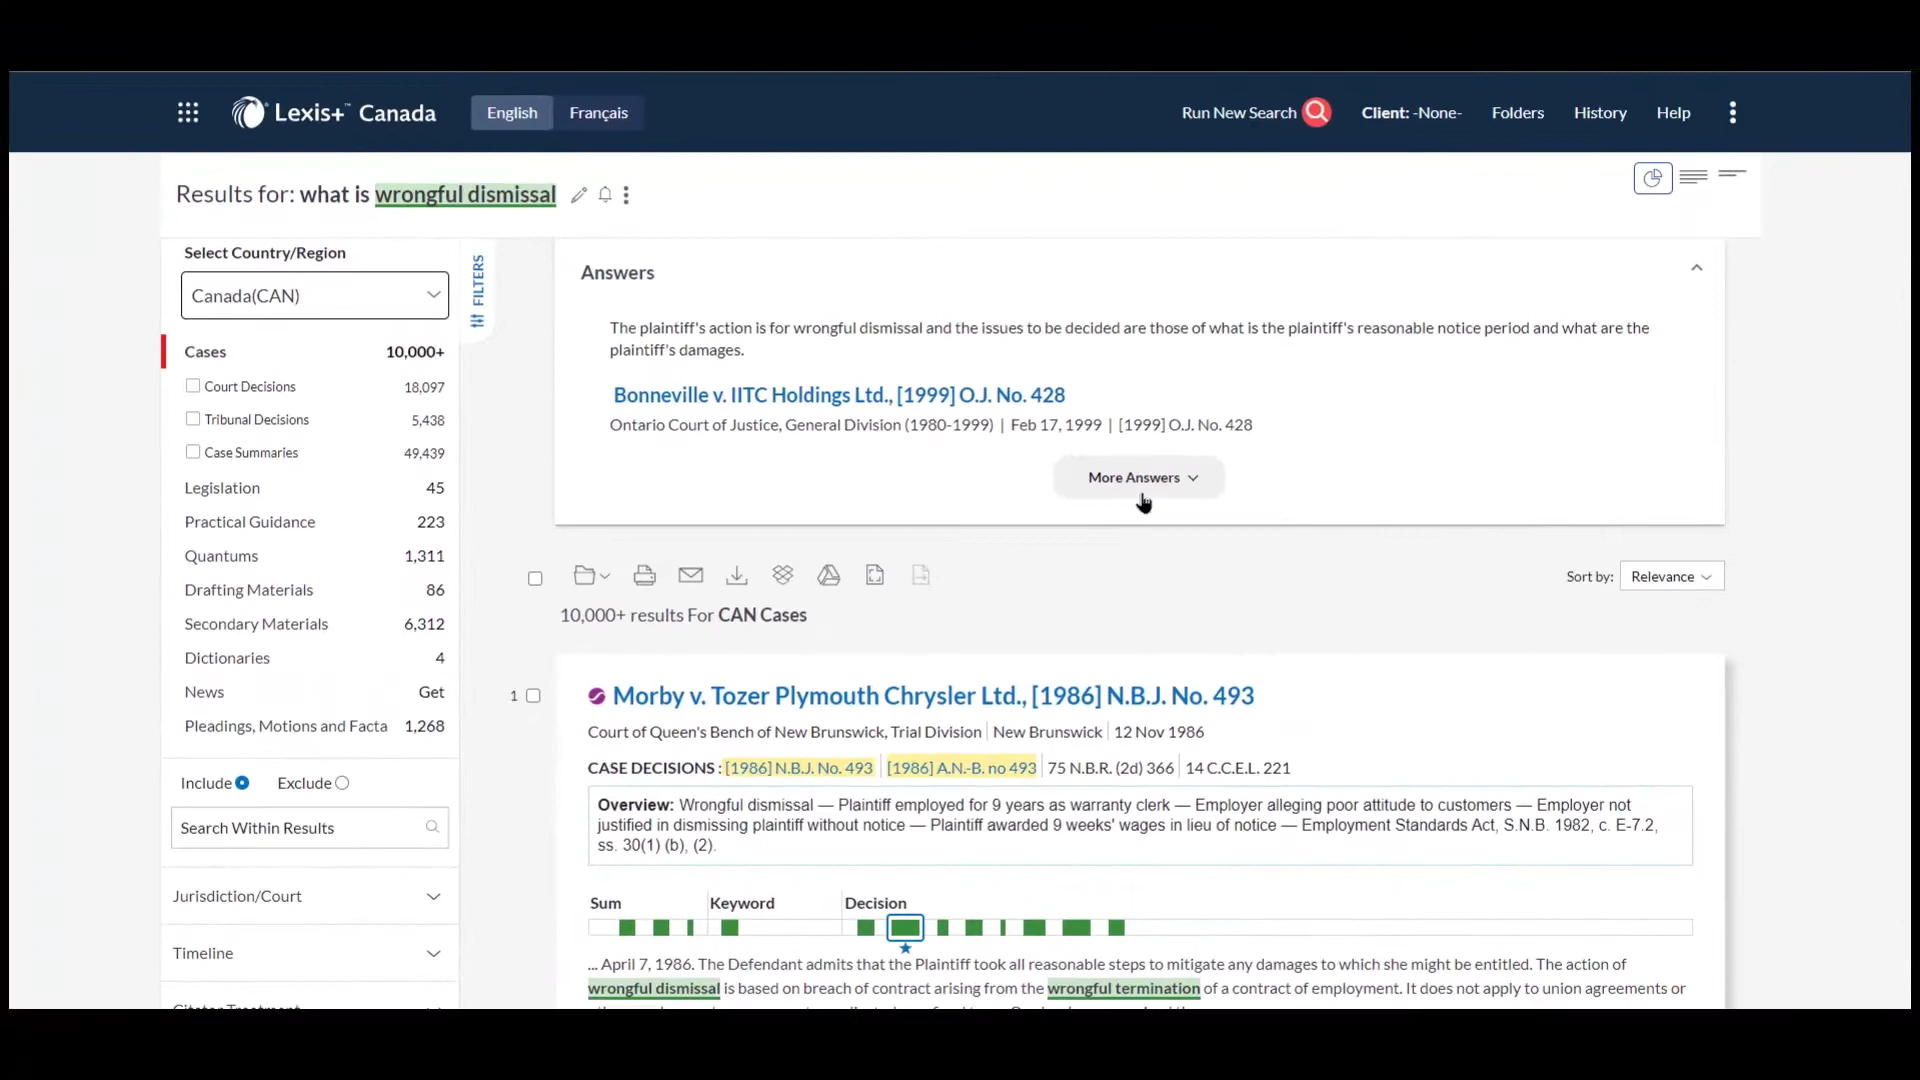 Lexis+™ Canada
English
Français
Run New Search
Client: -None-
Folders
History
Help
Results for: what is wrongful dismissal
Select Country/Region
Canada(CAN)
FILTERS
Cases 10,000+
Court Decisions 18,097
Tribunal Decisions 5,438
Case Summaries 49,439
Legislation 45
Practical Guidance 223
Quantums 1,311
Drafting Materials 86
Secondary Materials 6,312
Dictionaries 4
News Get
Pleadings, Motions and Facta 1,268
Include
Exclude
Search Within Results
Jurisdiction/Court
Timeline
Answers
The plaintiff's action is for wrongful dismissal and the issues to be decided are those of what is the plaintiff's reasonable notice period and what are the
plaintiff's damages.
Bonneville v. IITC Holdings Ltd., [1999] O.J. No. 428
Ontario Court of Justice, General Division (1980-1999) | Feb 17, 1999 | [1999] O.J. No. 428
More Answers
Sort by: Relevance
10,000+ results For CAN Cases
1
Morby v. Tozer Plymouth Chrysler Ltd., [1986] N.B.J. No. 493
Court of Queen's Bench of New Brunswick, Trial Division | New Brunswick | 12 Nov 1986
CASE DECISIONS : [1986] N.B.J. No. 493 | [1986] A.N.-B. no 493 | 75 N.B.R. (2d) 366 | 14 C.C.E.L. 221
Overview: Wrongful dismissal — Plaintiff employed for 9 years as warranty clerk — Employer alleging poor attitude to customers — Employer not
justified in dismissing plaintiff without notice — Plaintiff awarded 9 weeks' wages in lieu of notice — Employment Standards Act, S.N.B. 1982, c. E-7.2,
ss. 30(1) (b), (2).
Sum
Keyword
Decision
... April 7, 1986. The Defendant admits that the Plaintiff took all reasonable steps to mitigate any damages to which she might be entitled. The action of
wrongful dismissal is based on breach of contract arising from the wrongful termination of a contract of employment. It does not apply to union agreements or